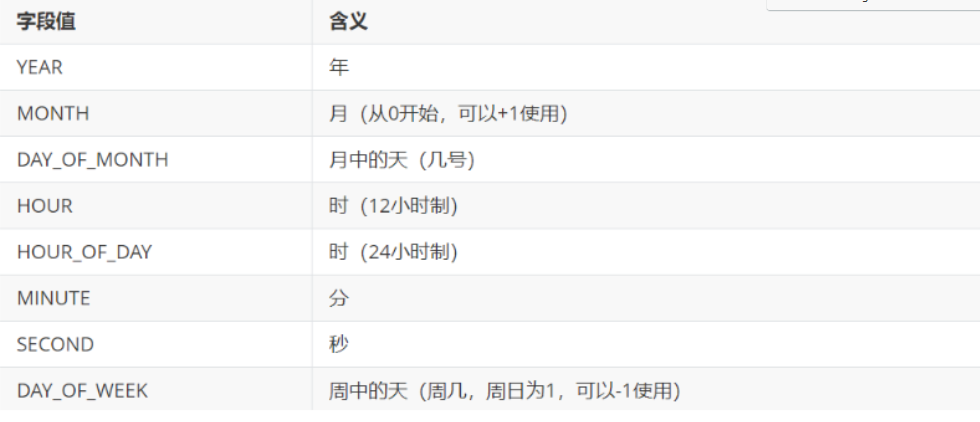 字段值 含义
YEAR 年
MONTH 月（从0开始，可以+1使用）
DAY_OF_MONTH 月中的天（几号）
HOUR 时（12小时制）
HOUR_OF_DAY 时（24小时制）
MINUTE 分
SECOND 秒
DAY_OF_WEEK 周中的天（周几，周日为1，可以-1使用）